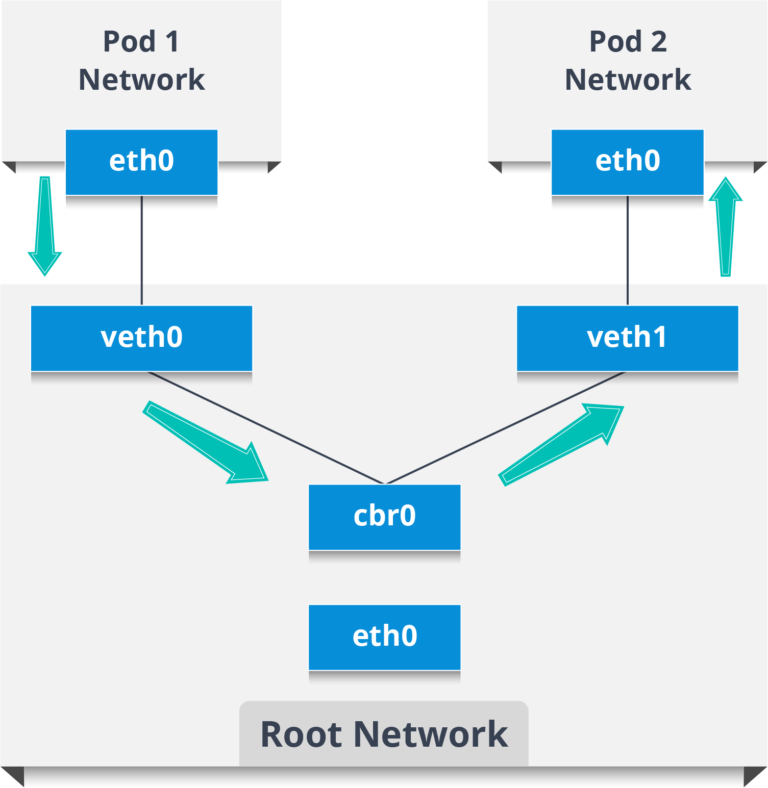 Pod 1
Network
Pod 2
Network
eth0
eth0
veth0
veth1
cbr0
eth0
Root Network